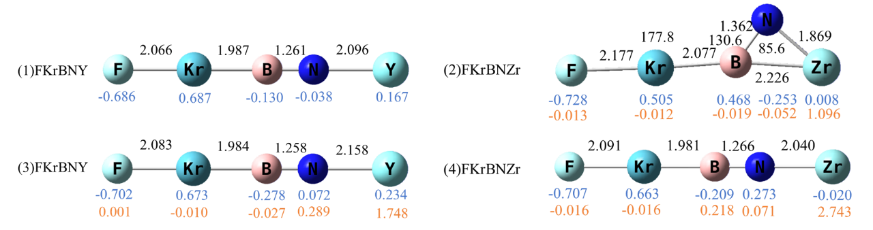 2.066 1.987 1.261 2.096
(1)FKrBNY F Kr B N Y
-0.686 0.687 -0.130 -0.038 0.167
N
1.362 1.869
177.8 130.6 85.6
2.177 2.077 2.226
(2)FKrBNZr F Kr B Zr
-0.728 0.505 0.468 -0.253 0.008
-0.013 -0.012 -0.019 -0.052 1.096
2.083 1.984 1.258 2.158
(3)FKrBNY F Kr B N Y
-0.702 0.673 -0.278 0.072 0.234
0.001 -0.010 -0.027 0.289 1.748
2.091 1.981 1.266 2.040
(4)FKrBNZr F Kr B N Zr
-0.707 0.663 -0.209 0.273 -0.020
-0.016 -0.016 0.218 0.071 2.743